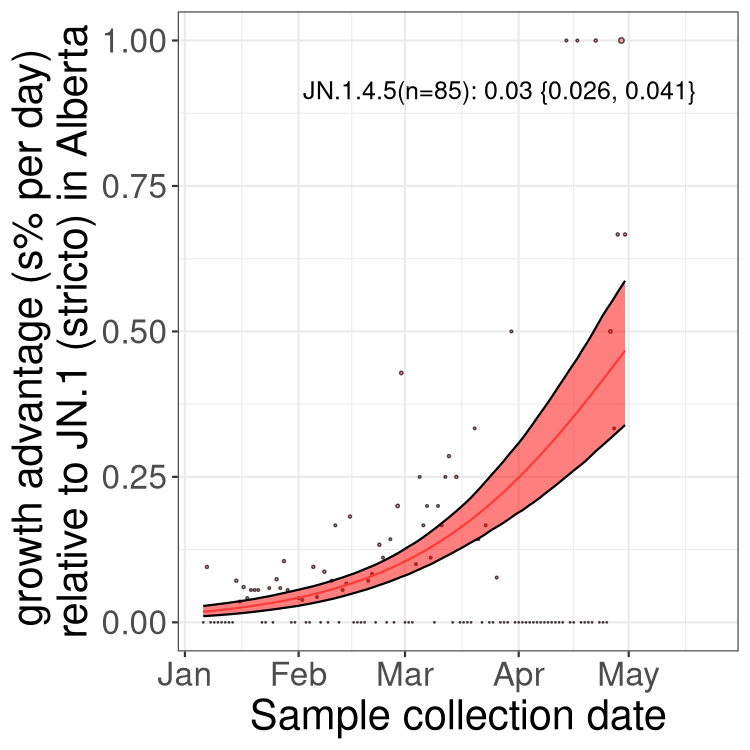 growth advantage (s% per day)
relative to JN.1 (stricto) in Alberta
1.00
0.75
0.50
0.25
0.00
JN.1.4.5(n=85): 0.03 {0.026, 0.041}
Jan Feb Mar Apr May
Sample collection date